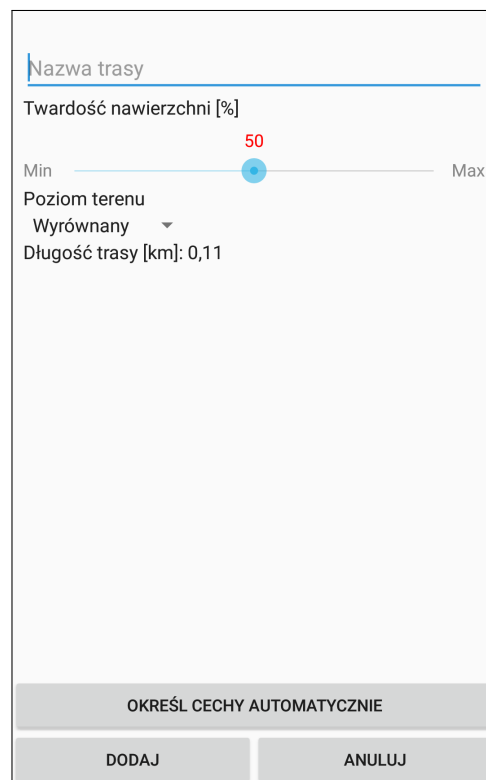 Nazwa trasy
Twardość nawierzchni [%]
50
Min Max
Poziom terenu
Wyrównany
Długość trasy [km]: 0,11
OKREŚL CECHY AUTOMATYCZNIE
DODAJ ANULUJ